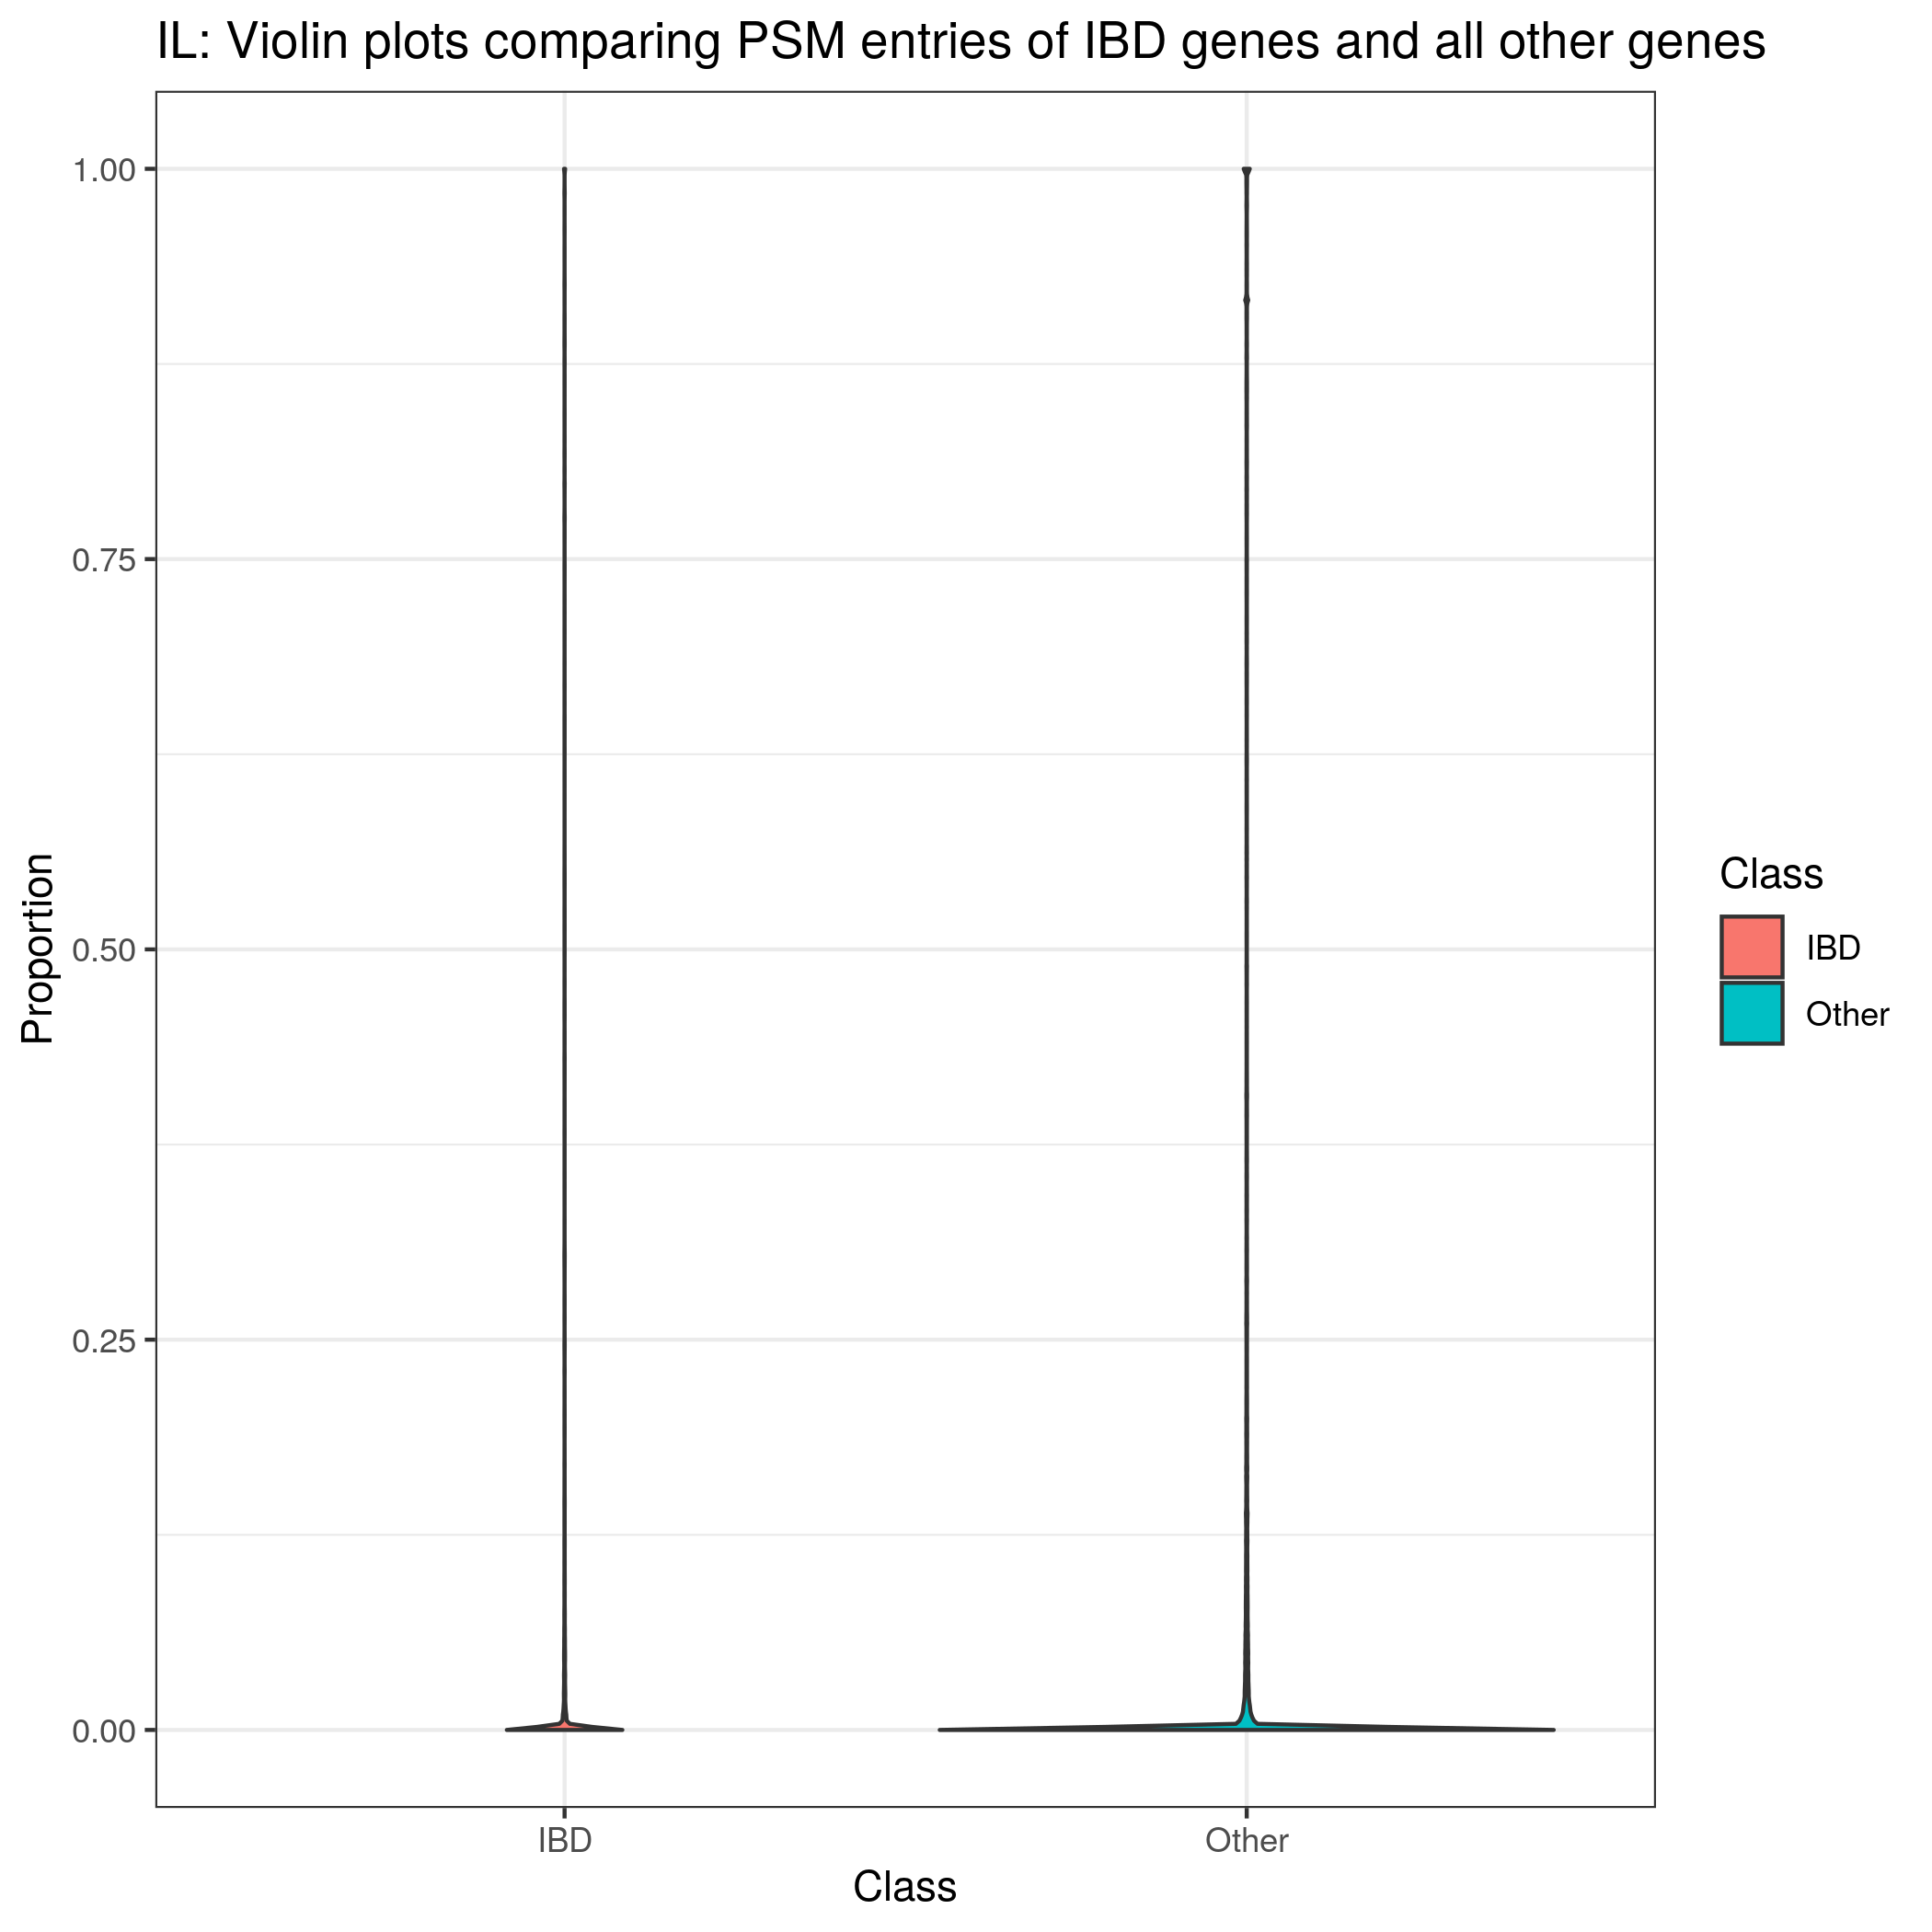 IL: Violin plots comparing PSM entries of IBD genes and all other genes
1.00
0.75
0.50
0.25
0.00
Proportion
IBD
Other
Class
Class
IBD
Other